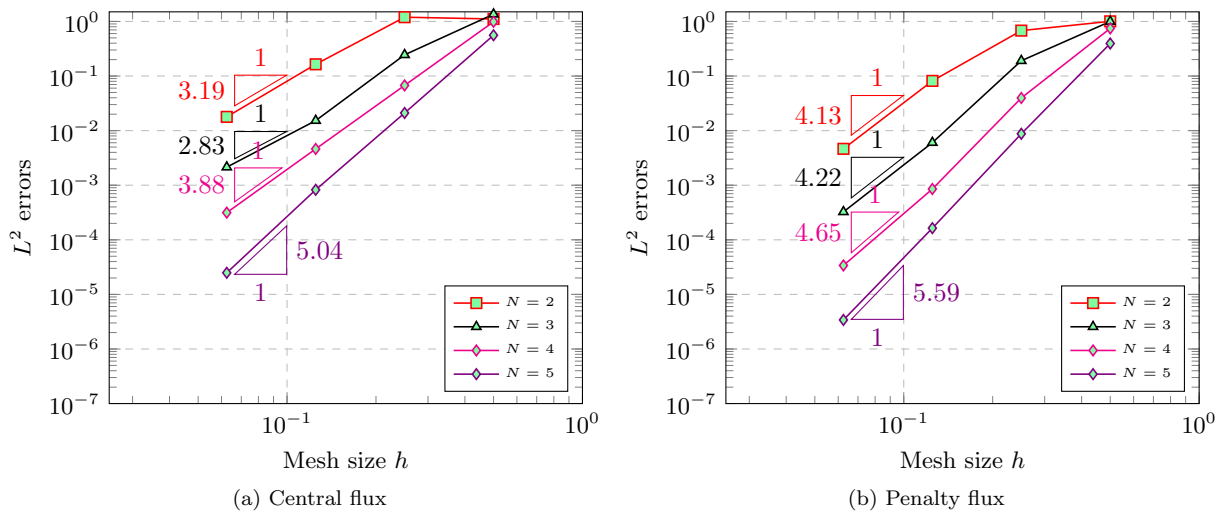 10^0
10^{-1}
10^{-2}
10^{-3}
10^{-4}
10^{-5}
10^{-6}
10^{-7}
L^2 errors
1
3.19
1
2.83
1
3.88
5.04
1
N = 2
N = 3
N = 4
N = 5
10^{-1}
10^0
Mesh size h
(a) Central flux
10^0
10^{-1}
10^{-2}
10^{-3}
10^{-4}
10^{-5}
10^{-6}
10^{-7}
L^2 errors
1
4.13
1
4.22
1
4.65
5.59
1
N = 2
N = 3
N = 4
N = 5
10^{-1}
10^0
Mesh size h
(b) Penalty flux